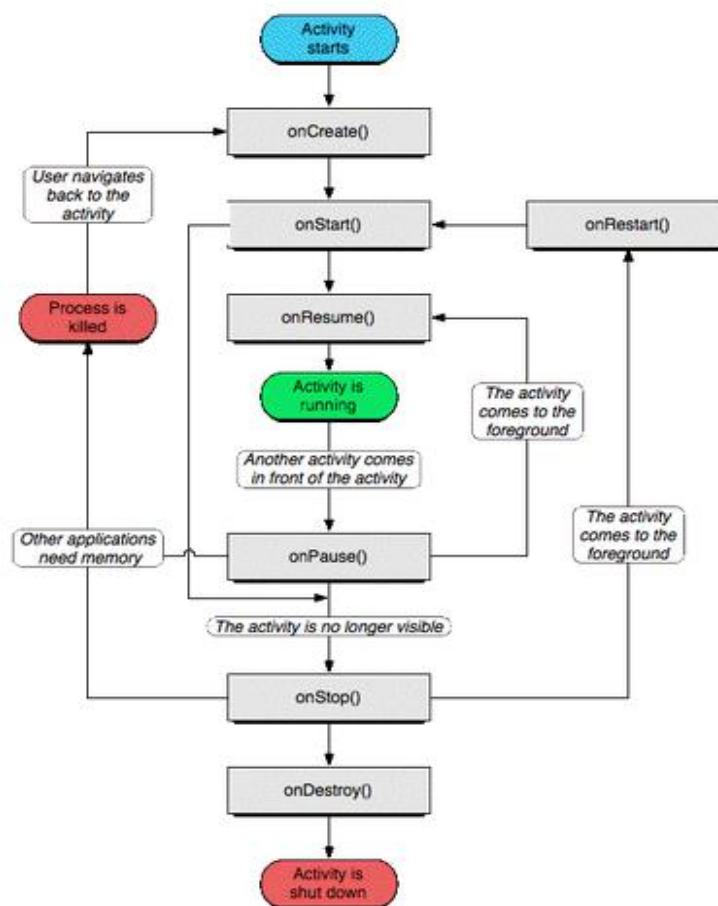 Activity
starts
onCreate()
User navigates
back to the
activity
onStart()
onRestart()
Process is
killed
onResume()
Activity is
running
The activity
comes to the
foreground
Another activity comes
in front of the activity
Other applications
need memory
The activity
comes to the
foreground
onPause()
The activity is no longer visible
onStop()
onDestroy()
Activity is
shut down